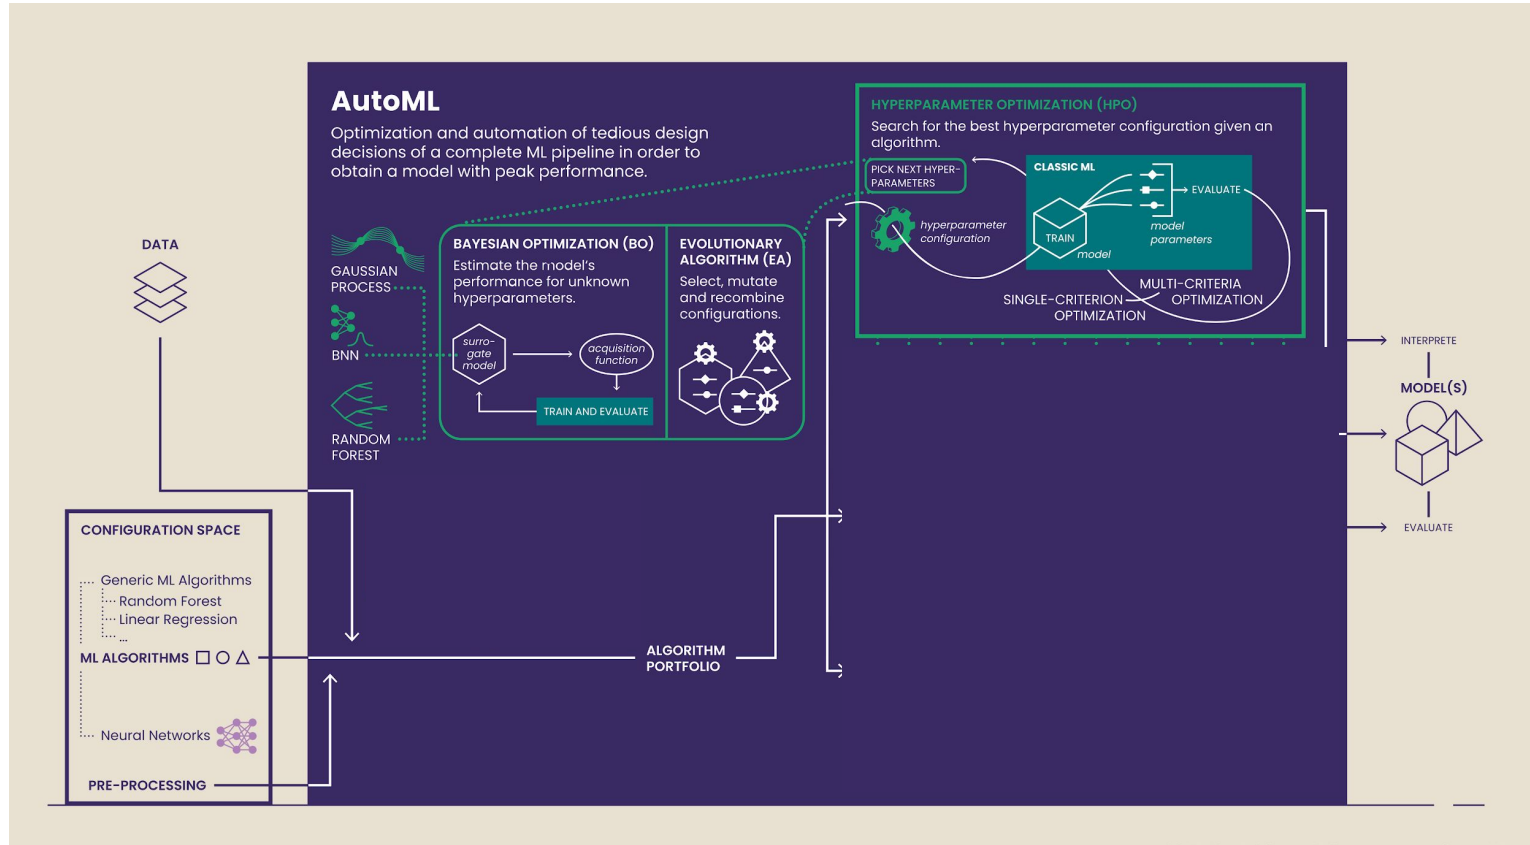 AutoML
Optimization and automation of tedious design
decisions of a complete ML pipeline in order to
obtain a model with peak performance.
DATA
GAUSSIAN
PROCESS
BNN
RANDOM
FOREST
BAYESIAN OPTIMIZATION (BO)
Estimate the model's
performance for unknown
hyperparameters.
surro-
gate
model
acquisition
function
TRAIN AND EVALUATE
EVOLUTIONARY
ALGORITHM (EA)
Select, mutate
and recombine
configurations.
HYPERPARAMETER OPTIMIZATION (HPO)
Search for the best hyperparameter configuration given an
algorithm.
PICK NEXT HYPER-
PARAMETERS
hyperparameter
configuration
CLASSIC ML
TRAIN
model
EVALUATE
model
parameters
MULTI-CRITERIA
OPTIMIZATION
SINGLE-CRITERION
OPTIMIZATION
CONFIGURATION SPACE
Generic ML Algorithms
Random Forest
Linear Regression
...
ML ALGORITHMS
Neural Networks
PRE-PROCESSING
ALGORITHM
PORTFOLIO
INTERPRETE
MODEL(S)
EVALUATE